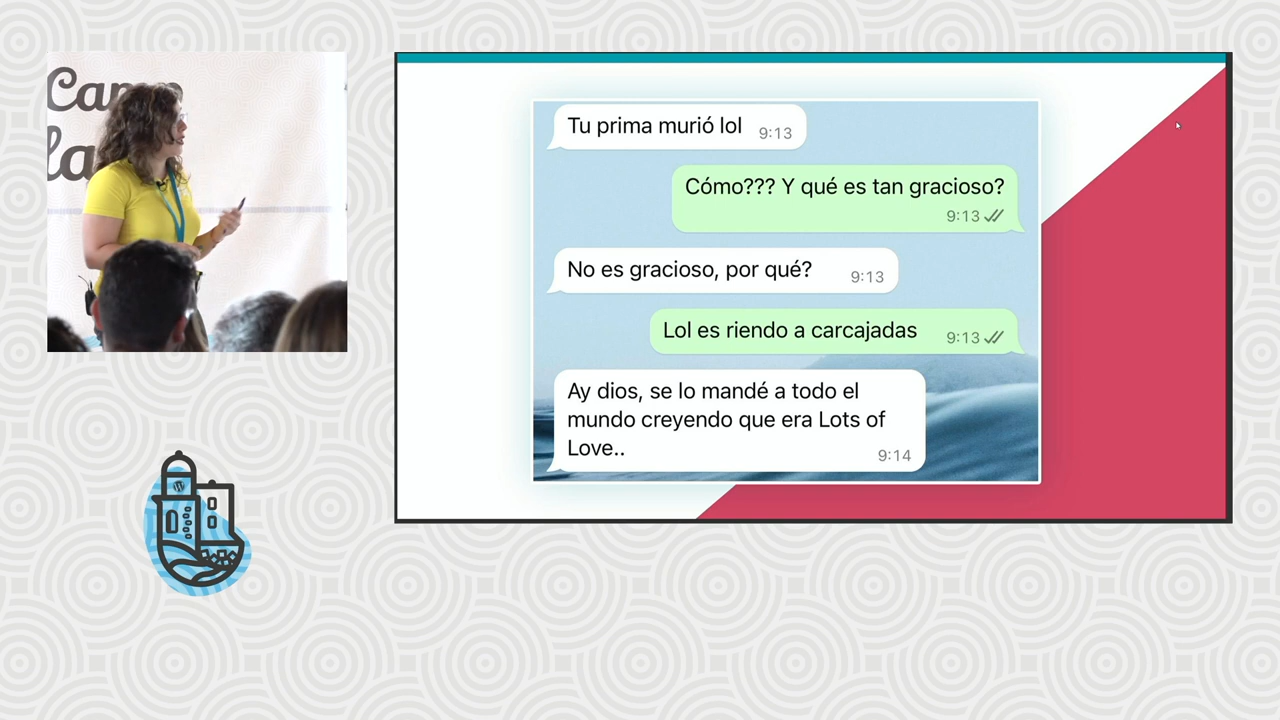 Tu prima murió lol 9:13
Cómo??? Y qué es tan gracioso?
9:13
No es gracioso, por qué? 9:13
Lol es riendo a carcajadas 9:13
Ay dios, se lo mandé a todo el
mundo creyendo que era Lots of
Love..
9:14